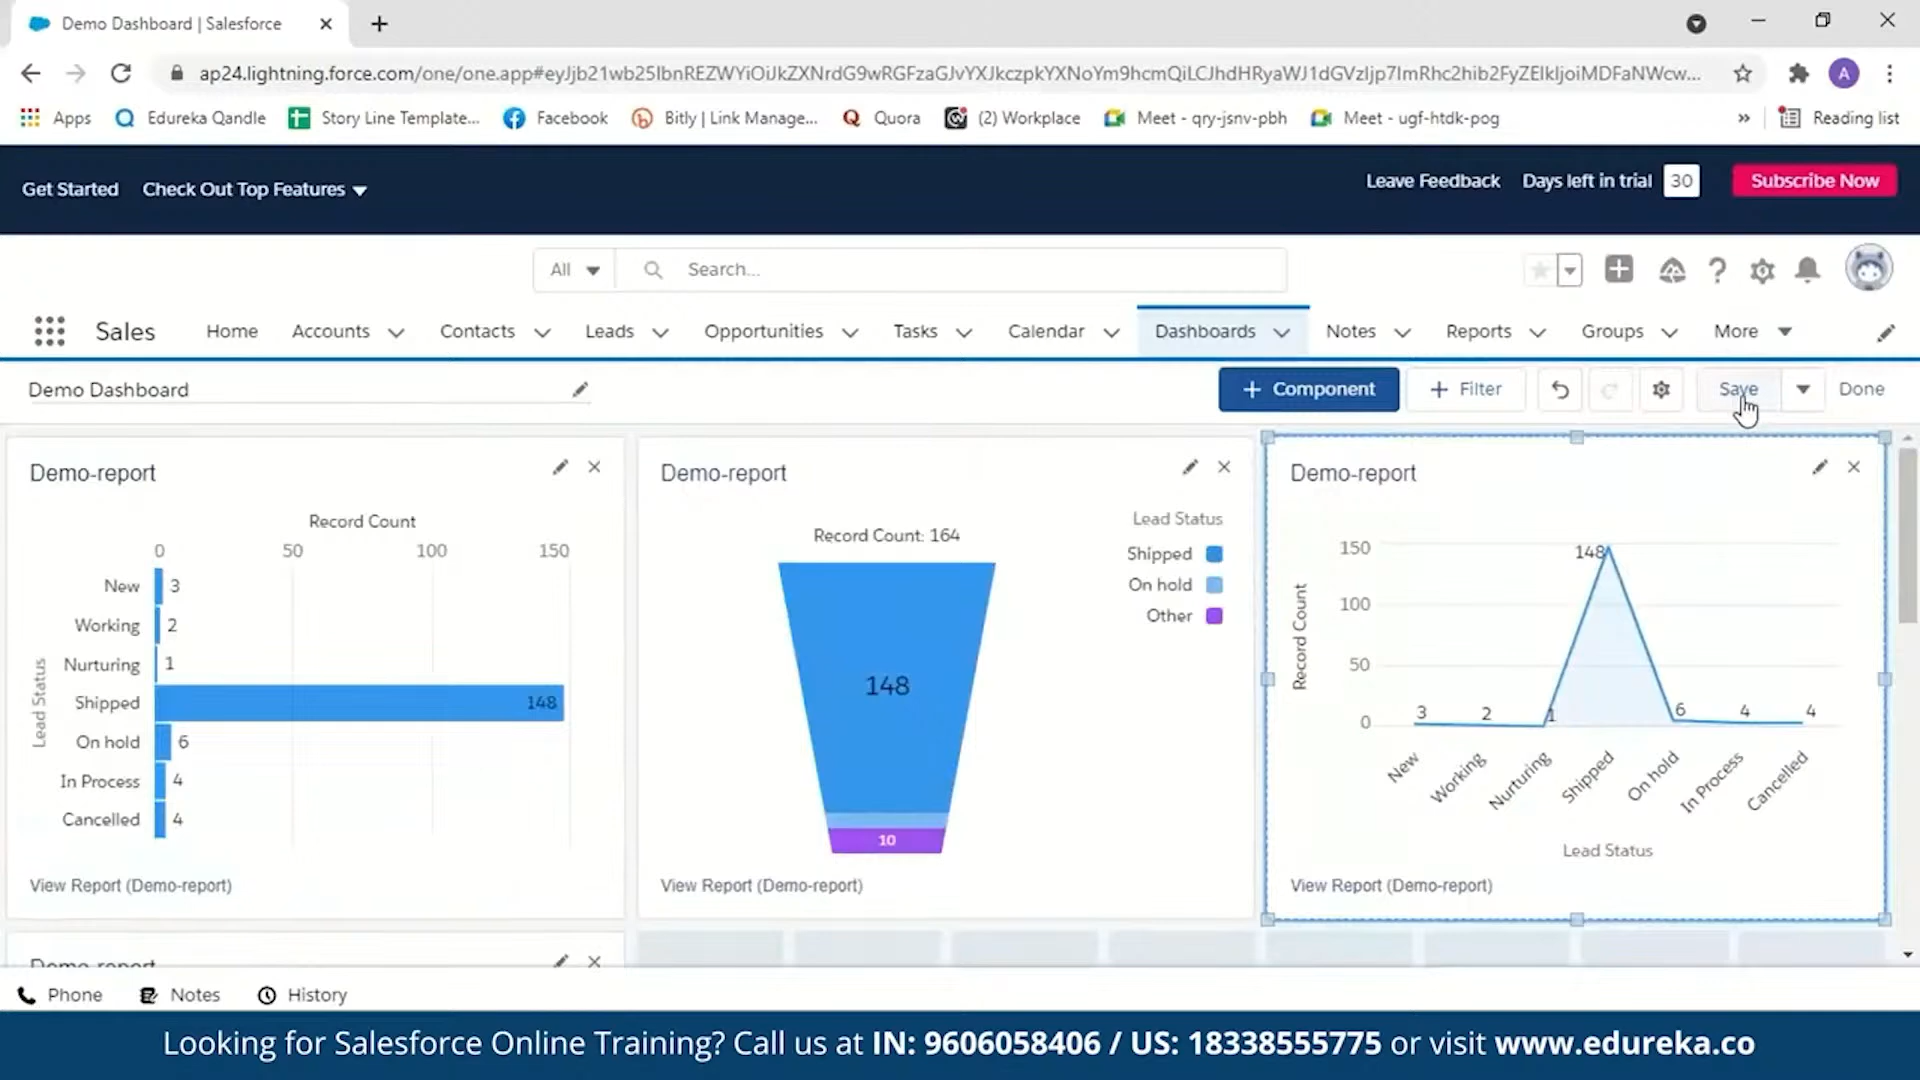 Demo Dashboard | Salesforce
ap24.lightning.force.com/one/one.app#eyJjb21wb25lbnREZWYiOiJkZXNrdG9wRGFzaGJvYXJkczpkYXNoYm9hcmQiLCJhdHRyaWJ1dGVzIjp7ImRhc2hib2FyZElkIjoiMDFaNWcw...
A
Apps Edureka Qandle Story Line Template... Facebook Bitly | Link Manage... Quora (2) Workplace Meet - qry-jsnv-pbh Meet - ugf-htdk-pog » Reading list
Get Started Check Out Top Features Leave Feedback Days left in trial 30 Subscribe Now
All Search...
Sales Home Accounts Contacts Leads Opportunities Tasks Calendar Dashboards Notes Reports Groups More
Demo Dashboard + Component + Filter Save Done
Demo-report
Record Count
0 50 100 150
Lead Status
New 3
Working 2
Nurturing 1
Shipped 148
On hold 6
In Process 4
Cancelled 4
View Report (Demo-report)
Demo-report
Record Count: 164
Lead Status
Shipped
On hold
Other
148
10
View Report (Demo-report)
Demo-report
Record Count
150
100
50
0
3 2 1 148 6 4 4
New Working Nurturing Shipped On hold In Process Cancelled
Lead Status
View Report (Demo-report)
Demo-report
Phone Notes History
Looking for Salesforce Online Training? Call us at IN: 9606058406 / US: 18338555775 or visit www.edureka.co